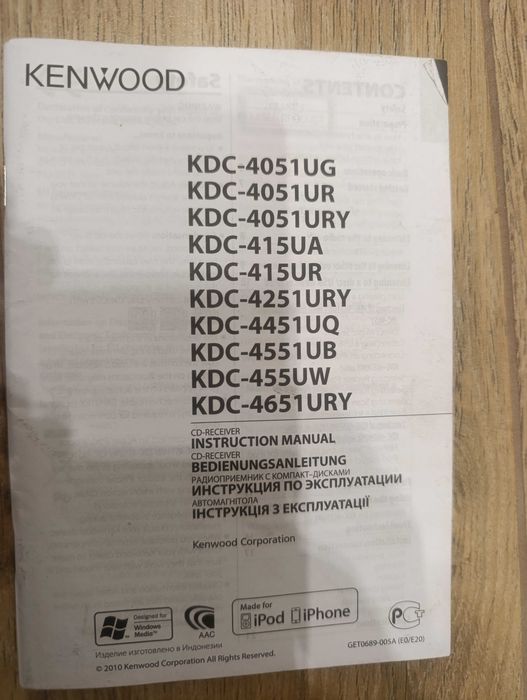 KENWOOD
KDC-4051UG
KDC-4051UR
KDC-4051URY
KDC-415UA
KDC-415UR
KDC-4251URY
KDC-4451UQ
KDC-4551UB
KDC-455UW
KDC-4651URY
CD-RECEIVER
INSTRUCTION MANUAL
CD-RECEIVER
BEDIENUNGSANLEITUNG
РАДИОПРИЕМНИК С КОМПАКТ-ДИСКАМИ
ИНСТРУКЦИЯ ПО ЭКСПЛУАТАЦИИ
АВТОМАГНІТОЛА
ІНСТРУКЦІЯ З ЕКСПЛУАТАЦІЇ
Kenwood Corporation
Designed for
Windows
Media™
AAC
Made for
iPod iPhone
Изделие изготовлено в Индонезии
© 2010 Kenwood Corporation All Rights Reserved.
GET0689-005A (E0/E20)